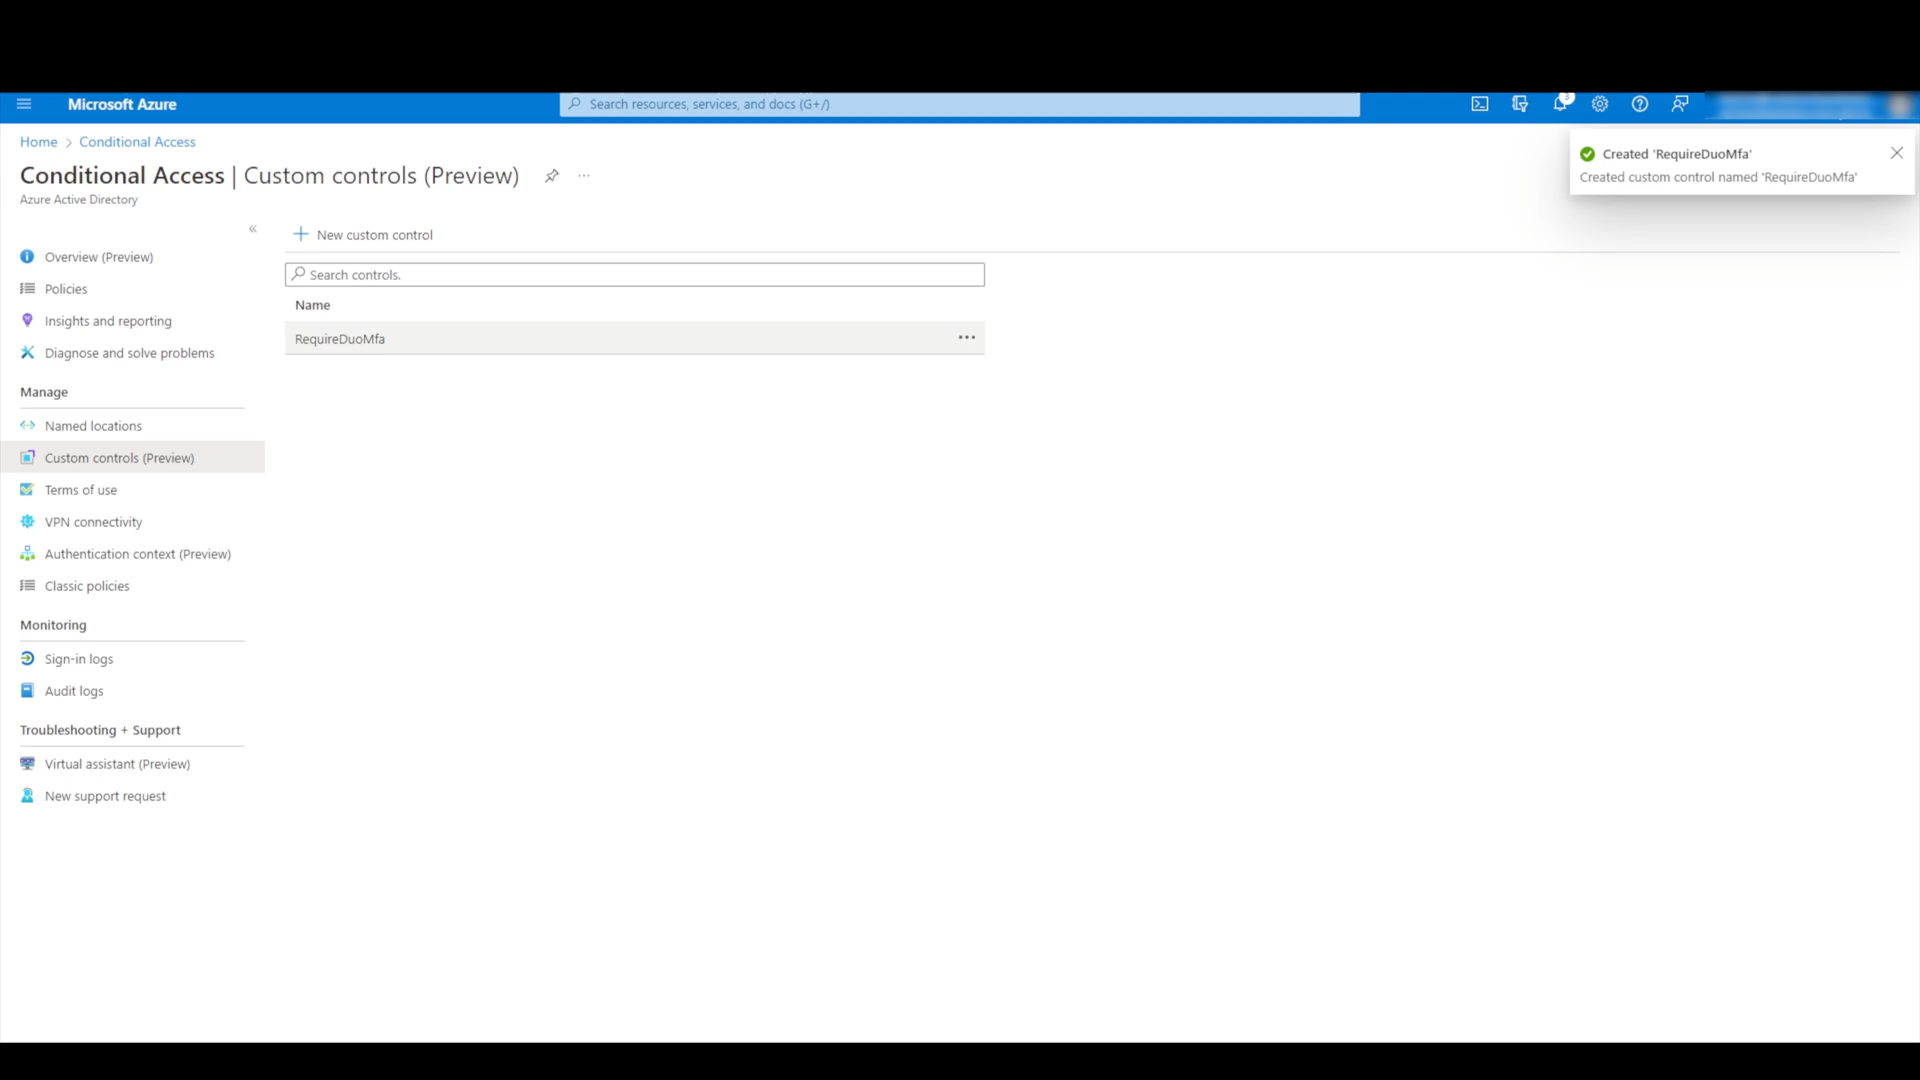 Microsoft Azure
Search resources, services, and docs (G+/)
Home > Conditional Access
Conditional Access | Custom controls (Preview)
Azure Active Directory
Created 'RequireDuoMfa'
Created custom control named 'RequireDuoMfa'
«
New custom control
Search controls.
Name
RequireDuoMfa
Overview (Preview)
Policies
Insights and reporting
Diagnose and solve problems
Manage
Named locations
Custom controls (Preview)
Terms of use
VPN connectivity
Authentication context (Preview)
Classic policies
Monitoring
Sign-in logs
Audit logs
Troubleshooting + Support
Virtual assistant (Preview)
New support request